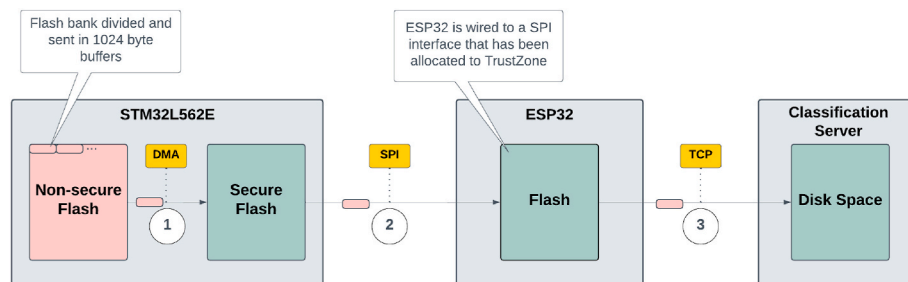 Flash bank divided and
sent in 1024 byte
buffers
ESP32 is wired to a SPI
interface that has been
allocated to TrustZone
STM32L562E
ESP32
Classification
Server
...
DMA
SPI
TCP
Non-secure
Flash
Secure
Flash
Flash
Disk Space
1
2
3